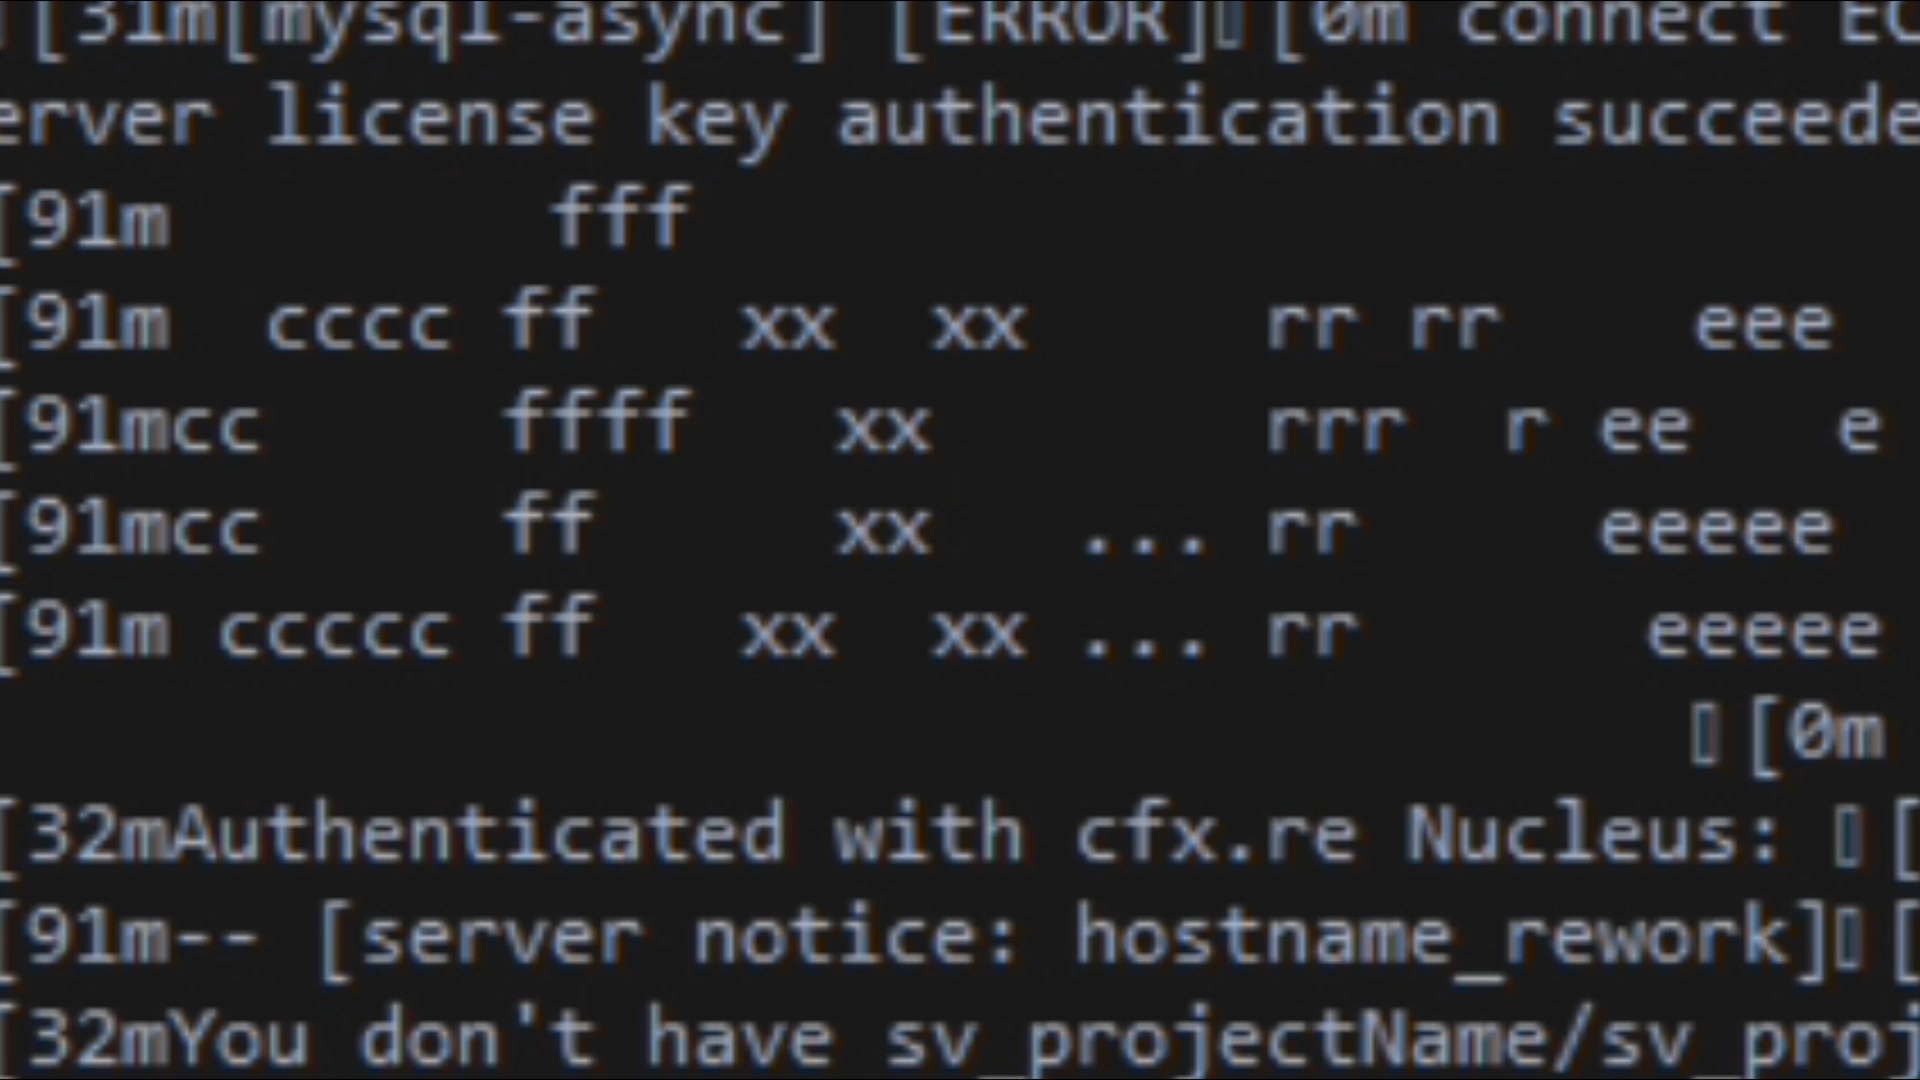 [31m[mysql-async] [ERROR]▯[0m connect EC
erver license key authentication succeede
[91m        fff
[91m  cccc ff   xx  xx     rr rr    eee
[91mcc     ffff   xx       rrr  r ee   e
[91mcc     ff     xx   ... rr     eeeee
[91m ccccc ff   xx  xx ... rr      eeeee
▯[0m
[32mAuthenticated with cfx.re Nucleus: ▯[
[91m-- [server notice: hostname_rework]▯[
[32mYou don't have sv_projectName/sv_proj